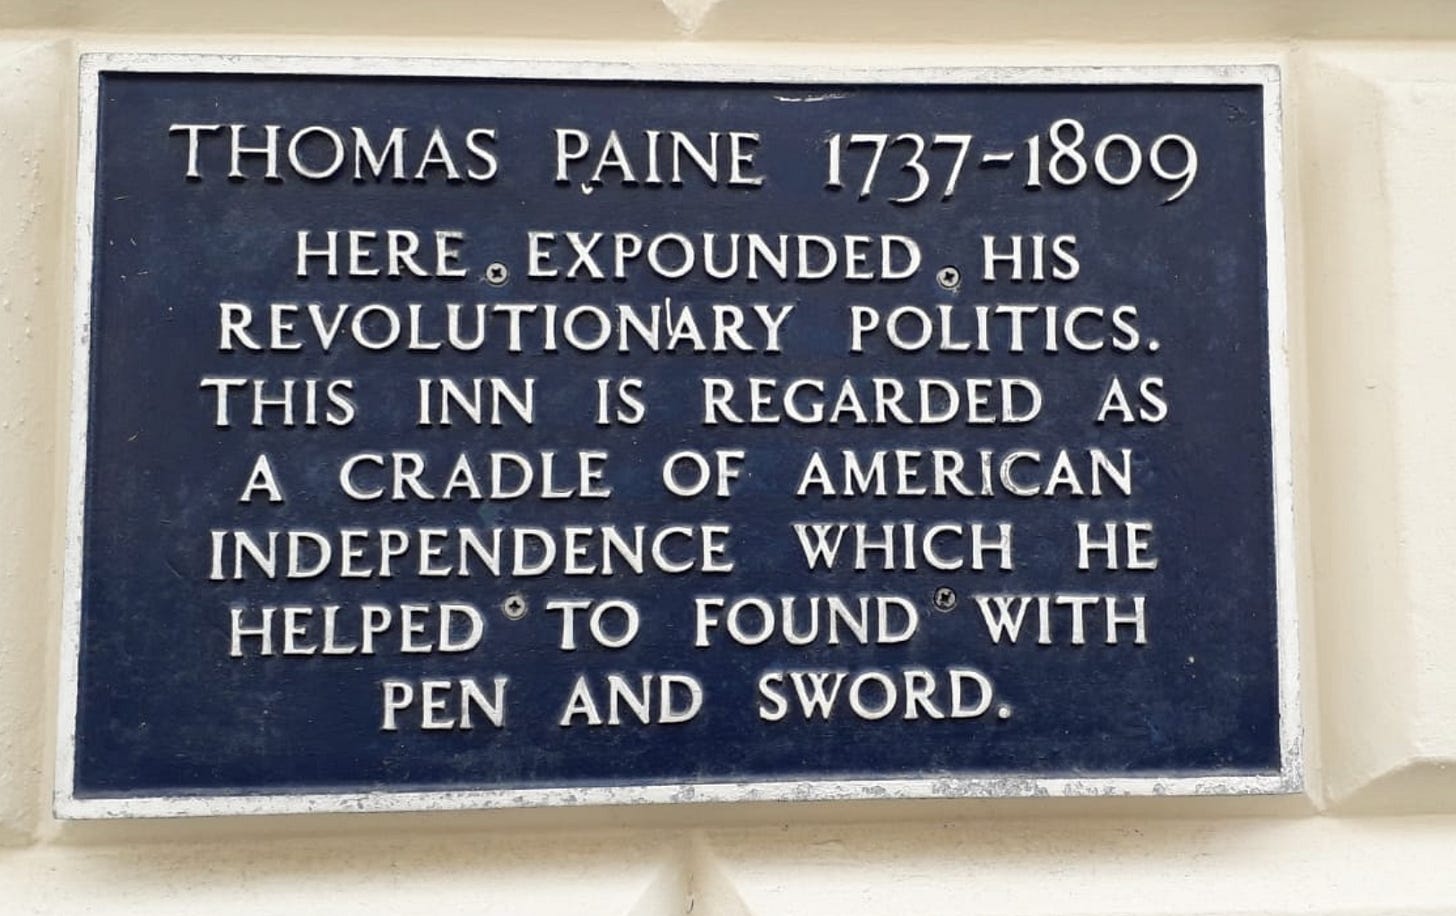 THOMAS PAINE 1737-1809
HERE EXPOUNDED HIS
REVOLUTIONARY POLITICS.
THIS INN IS REGARDED AS
A CRADLE OF AMERICAN
INDEPENDENCE WHICH HE
HELPED TO FOUND WITH
PEN AND SWORD.